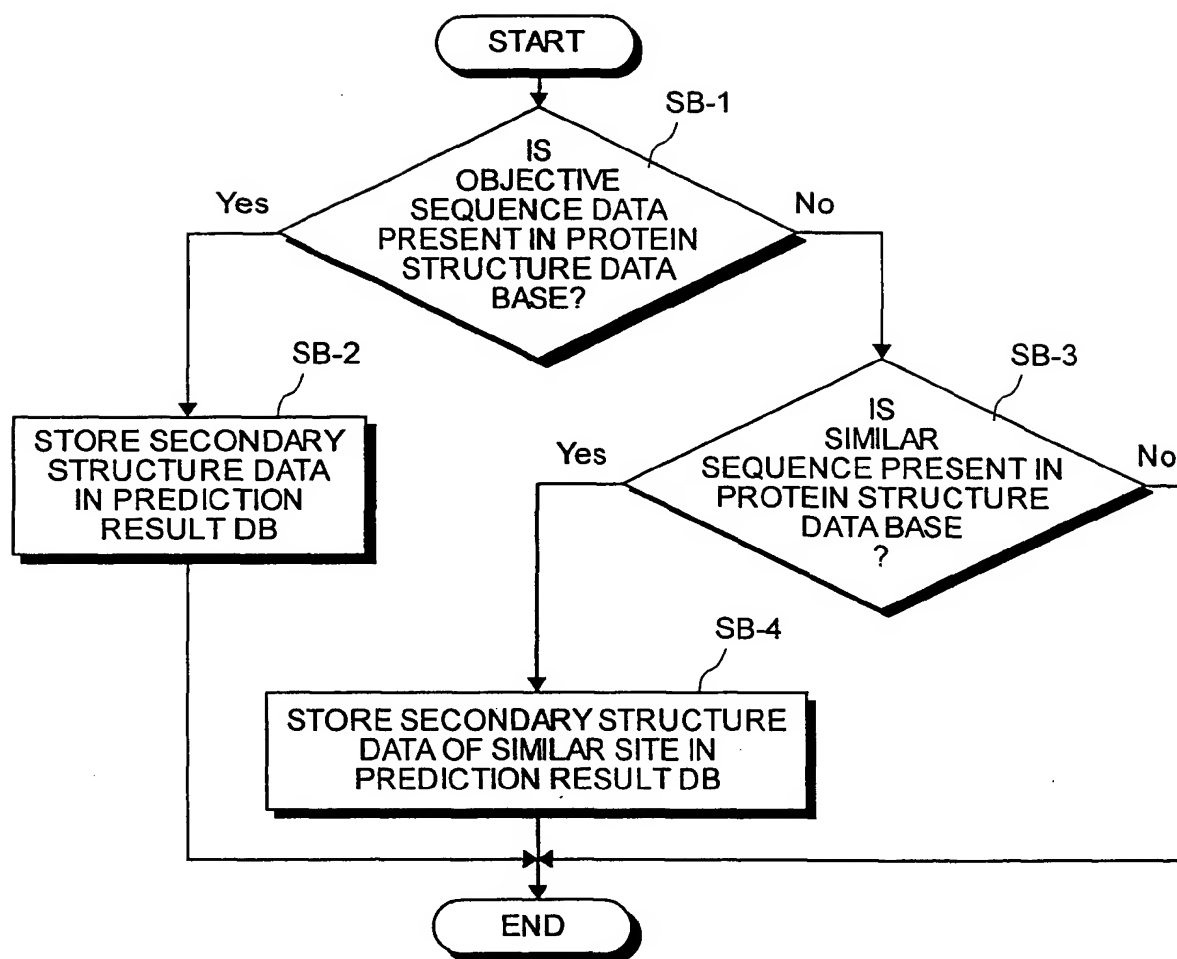 START
SB-1
IS
OBJECTIVE
SEQUENCE DATA
PRESENT IN PROTEIN
STRUCTURE DATA
BASE?
Yes
No
SB-2
STORE SECONDARY
STRUCTURE DATA
IN PREDICTION
RESULT DB
SB-3
IS
SIMILAR
SEQUENCE PRESENT IN
PROTEIN STRUCTURE
DATA BASE
?
Yes
No
SB-4
STORE SECONDARY STRUCTURE
DATA OF SIMILAR SITE IN
PREDICTION RESULT DB
END